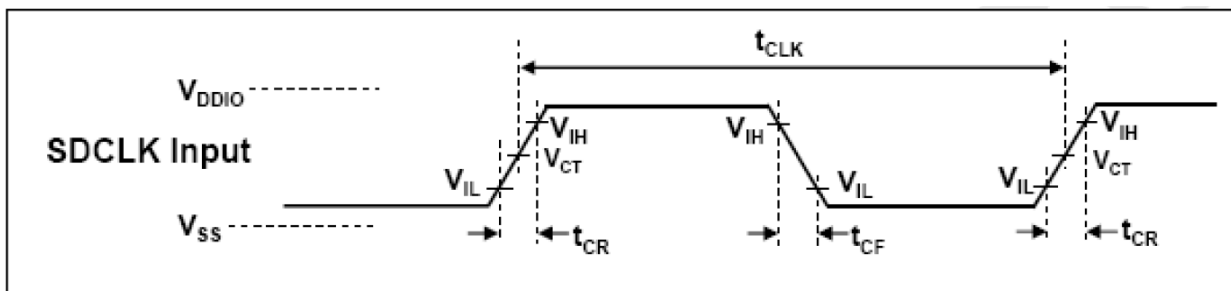 tCLK
VDDIO
VIH VIH VIH
SDCLK Input
VCT VCT
VIL VIL VIL
VSS
tCR tCF tCR